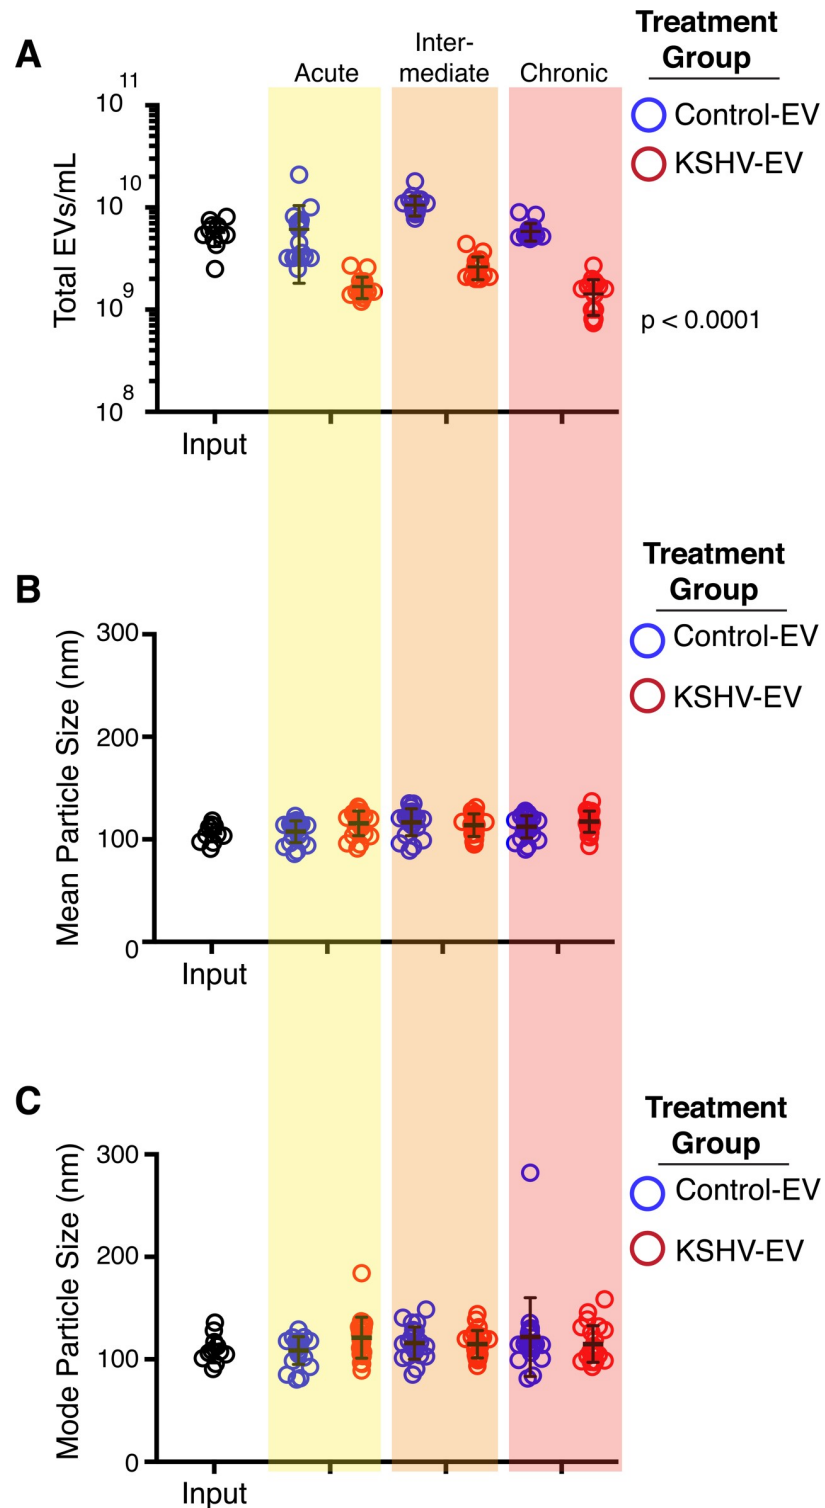 A
Acute
Inter-
mediate
Chronic
Treatment
Group
Control-EV
KSHV-EV
Total EVs/mL
10^11
10^10
10^9
10^8
p < 0.0001
Input
B
Treatment
Group
Control-EV
KSHV-EV
Mean Particle Size (nm)
300
200
100
0
Input
C
Treatment
Group
Control-EV
KSHV-EV
Mode Particle Size (nm)
300
200
100
0
Input